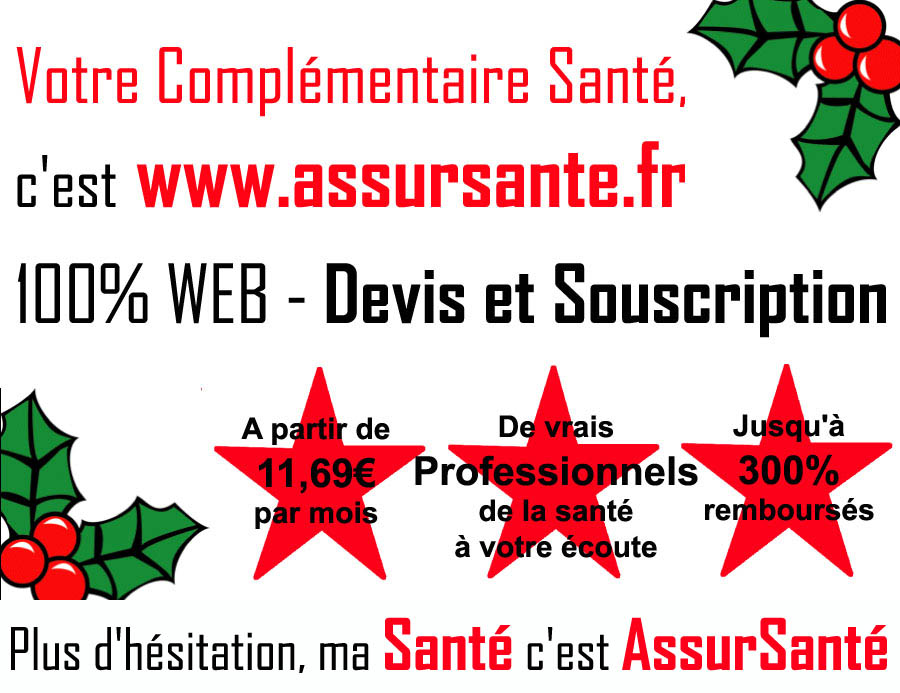 Votre Complémentaire Santé,
c'est www.assursante.fr
100% WEB - Devis et Souscription
A partir de
11,69€
par mois
De vrais
Professionnels
de la santé
à votre écoute
Jusqu'à
300%
remboursés
Plus d'hésitation, ma Santé c'est AssurSanté